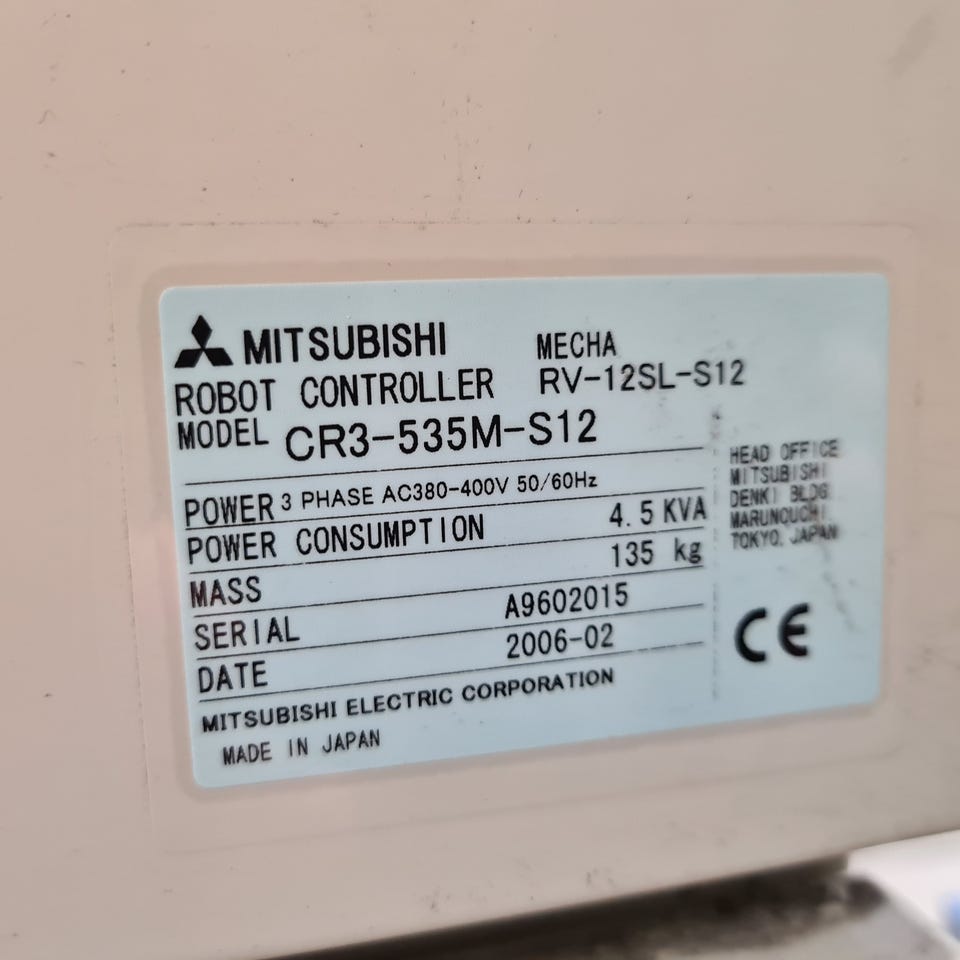 MITSUBISHI
ROBOT CONTROLLER
MODEL CR3-535M-S12
MECHA
RV-12SL-S12
POWER 3 PHASE AC380-400V 50/60Hz
POWER CONSUMPTION 4.5 KVA
MASS 135 kg
SERIAL A9602015
DATE 2006-02
MITSUBISHI ELECTRIC CORPORATION
MADE IN JAPAN
HEAD OFFICE
MITSUBISHI
DENKI BLDG
MARUNOUCHI
TOKYO, JAPAN
CE